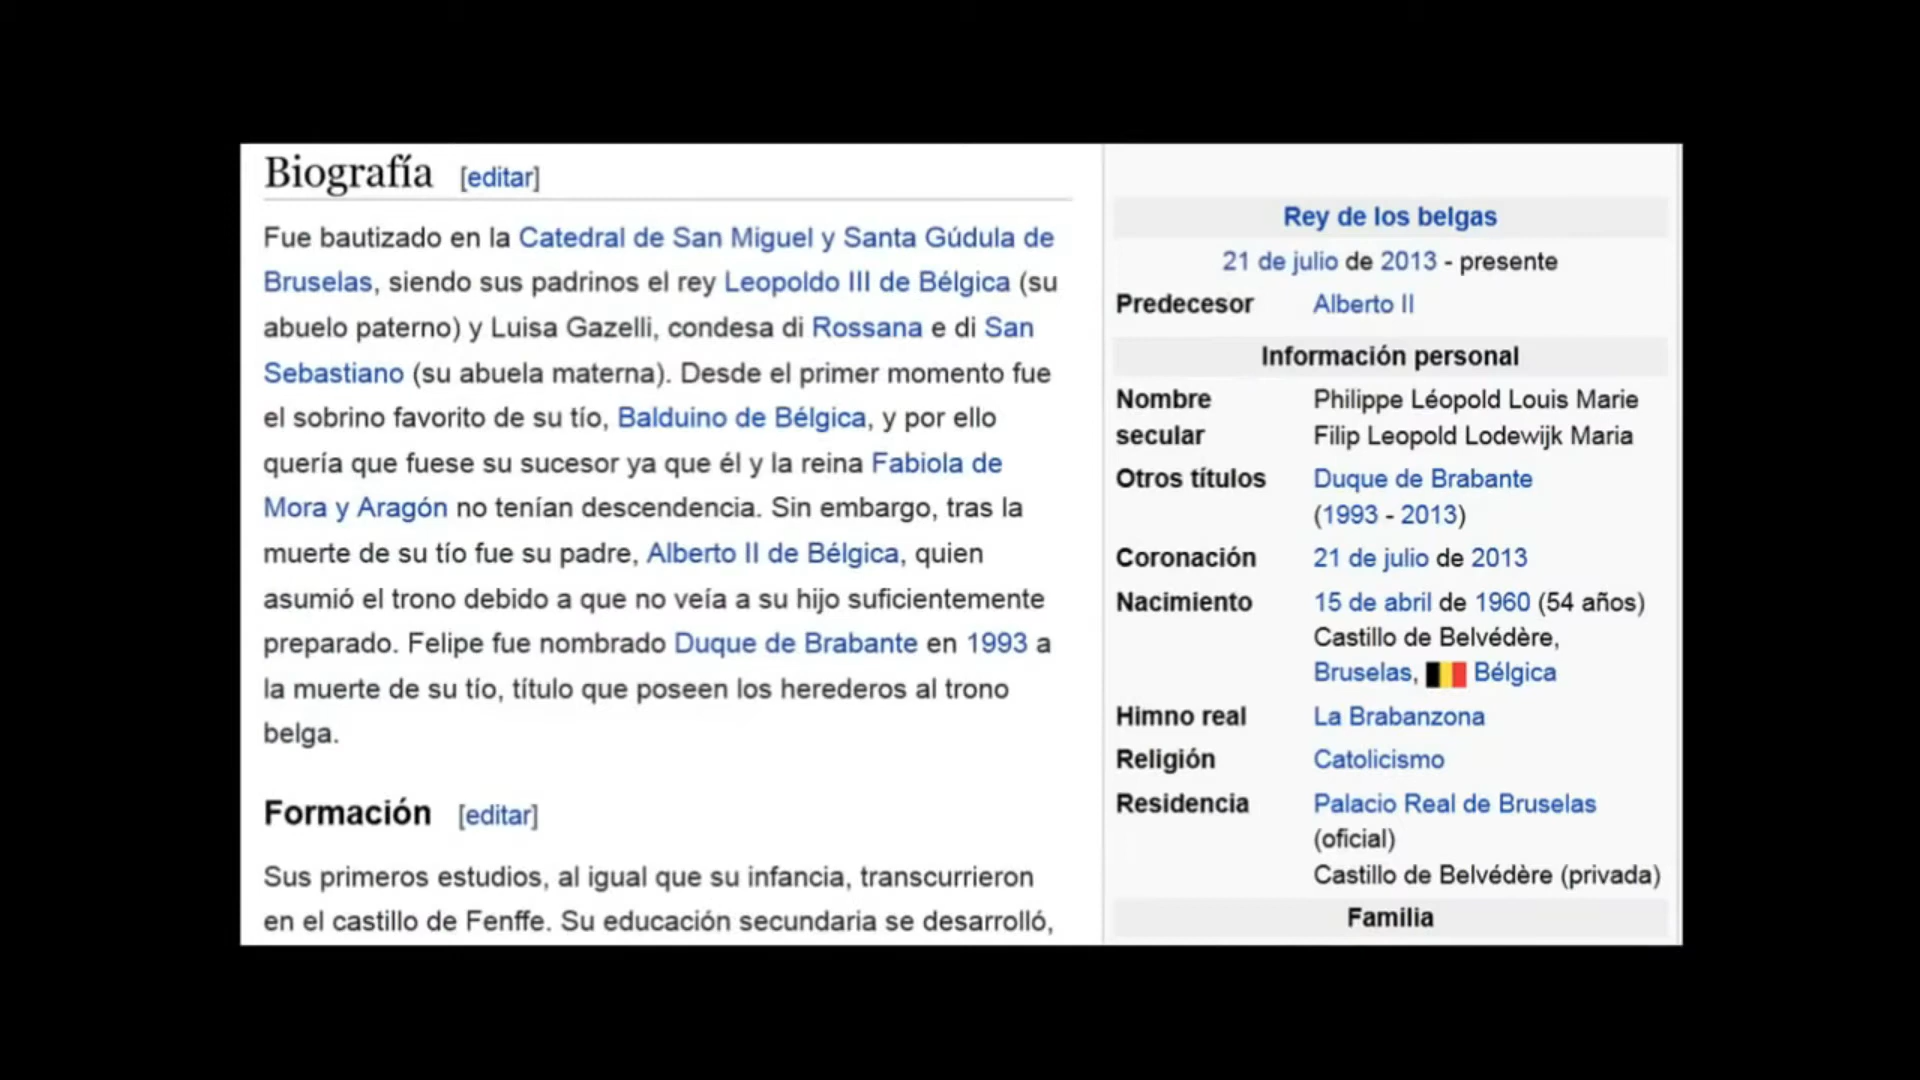 Biografía [editar]
Fue bautizado en la Catedral de San Miguel y Santa Gúdula de
Bruselas, siendo sus padrinos el rey Leopoldo III de Bélgica (su
abuelo paterno) y Luisa Gazelli, condesa di Rossana e di San
Sebastiano (su abuela materna). Desde el primer momento fue
el sobrino favorito de su tío, Balduino de Bélgica, y por ello
quería que fuese su sucesor ya que él y la reina Fabiola de
Mora y Aragón no tenían descendencia. Sin embargo, tras la
muerte de su tío fue su padre, Alberto II de Bélgica, quien
asumió el trono debido a que no veía a su hijo suficientemente
preparado. Felipe fue nombrado Duque de Brabante en 1993 a
la muerte de su tío, título que poseen los herederos al trono
belga.
Formación [editar]
Sus primeros estudios, al igual que su infancia, transcurrieron
en el castillo de Fenffe. Su educación secundaria se desarrolló,
Rey de los belgas
21 de julio de 2013 - presente
Predecesor Alberto II
Información personal
Nombre Philippe Léopold Louis Marie
secular Filip Leopold Lodewijk Maria
Otros títulos Duque de Brabante
(1993 - 2013)
Coronación 21 de julio de 2013
Nacimiento 15 de abril de 1960 (54 años)
Castillo de Belvédère,
Bruselas, Bélgica
Himno real La Brabanzona
Religión Catolicismo
Residencia Palacio Real de Bruselas
(oficial)
Castillo de Belvédère (privada)
Familia